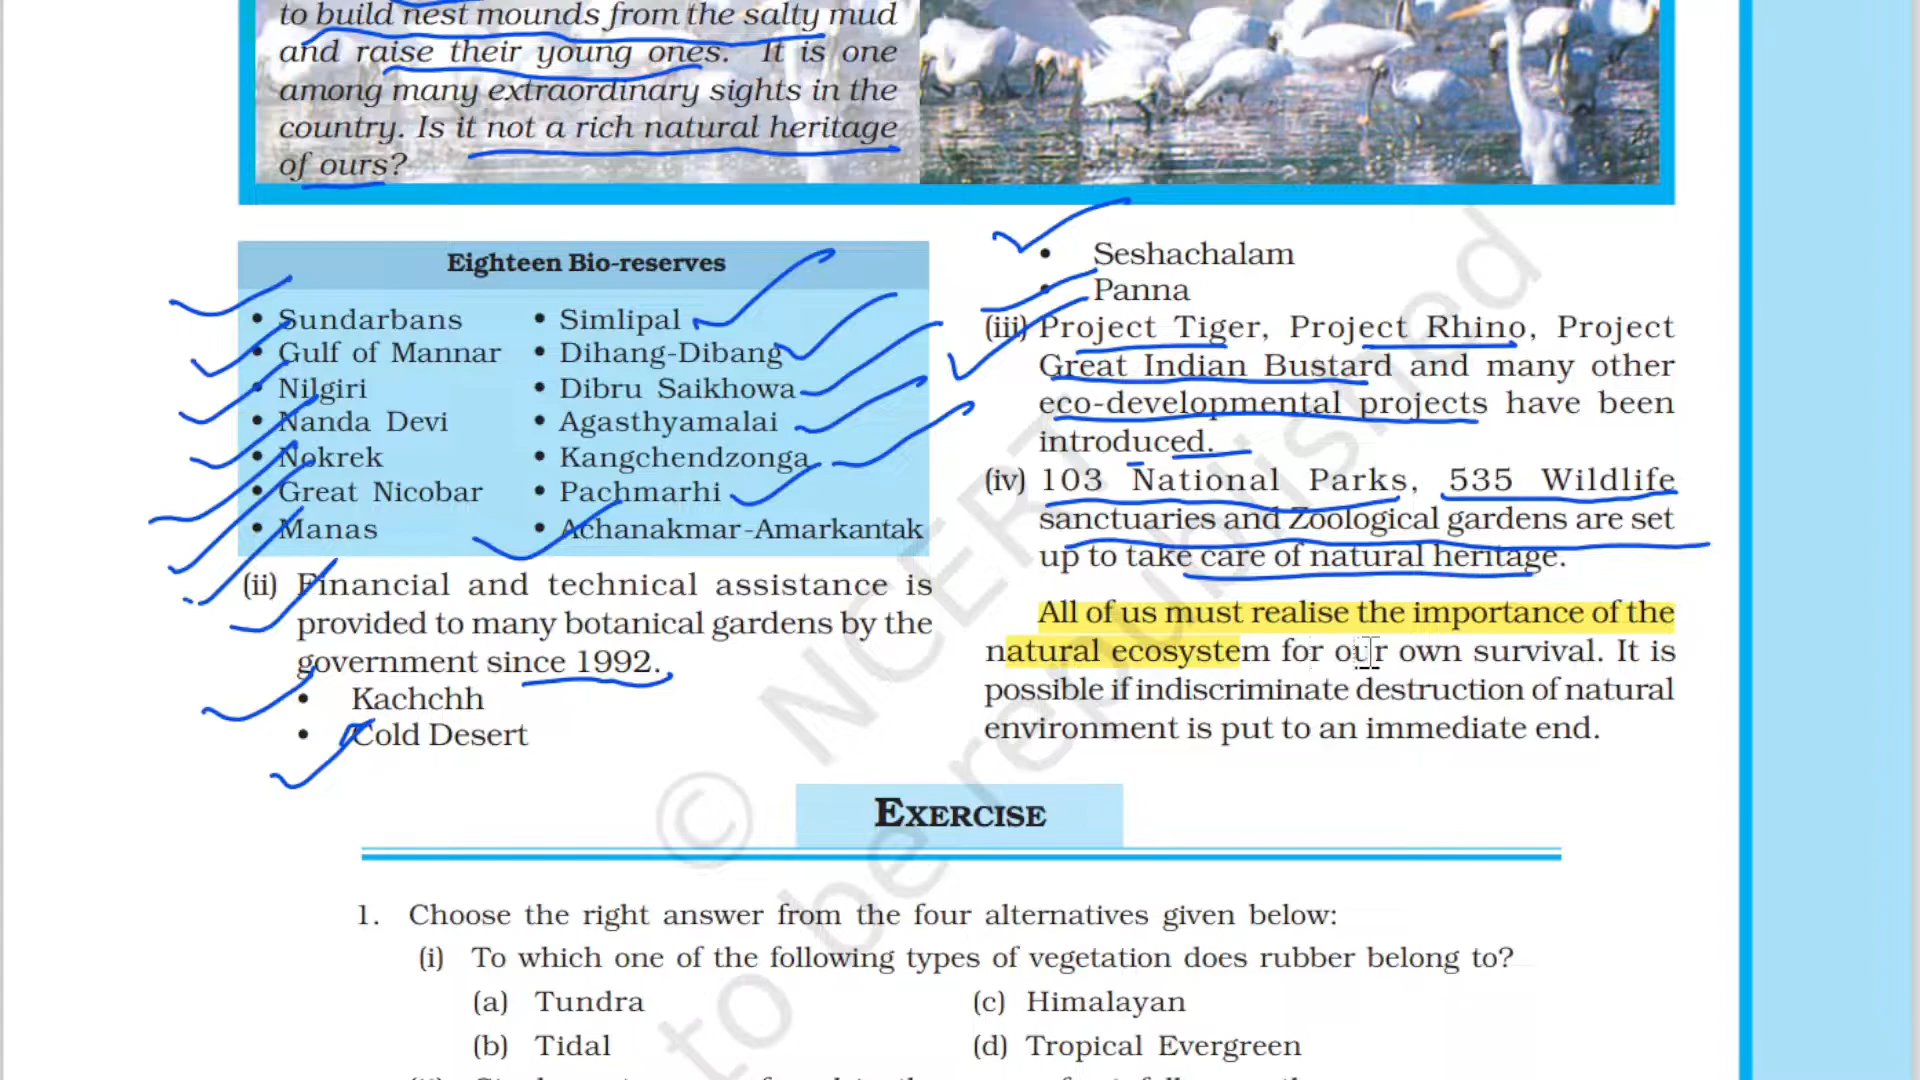 to build nest mounds from the salty mud
and raise their young ones. It is one
among many extraordinary sights in the
country. Is it not a rich natural heritage
of ours?
Eighteen Bio-reserves
• Sundarbans
• Gulf of Mannar
• Nilgiri
• Nanda Devi
• Nokrek
• Great Nicobar
• Manas
• Simlipal
• Dihang-Dibang
• Dibru Saikhowa
• Agasthyamalai
• Kangchendzonga
• Pachmarhi
• Achanakmar-Amarkantak
(ii) Financial and technical assistance is
provided to many botanical gardens by the
government since 1992.
• Kachchh
• Cold Desert
• Seshachalam
• Panna
(iii) Project Tiger, Project Rhino, Project
Great Indian Bustard and many other
eco-developmental projects have been
introduced.
(iv) 103 National Parks, 535 Wildlife
sanctuaries and Zoological gardens are set
up to take care of natural heritage.
All of us must realise the importance of the
natural ecosystem for our own survival. It is
possible if indiscriminate destruction of natural
environment is put to an immediate end.
EXERCISE
1. Choose the right answer from the four alternatives given below:
(i) To which one of the following types of vegetation does rubber belong to?
(a) Tundra (c) Himalayan
(b) Tidal (d) Tropical Evergreen
© NCERT
to be republished